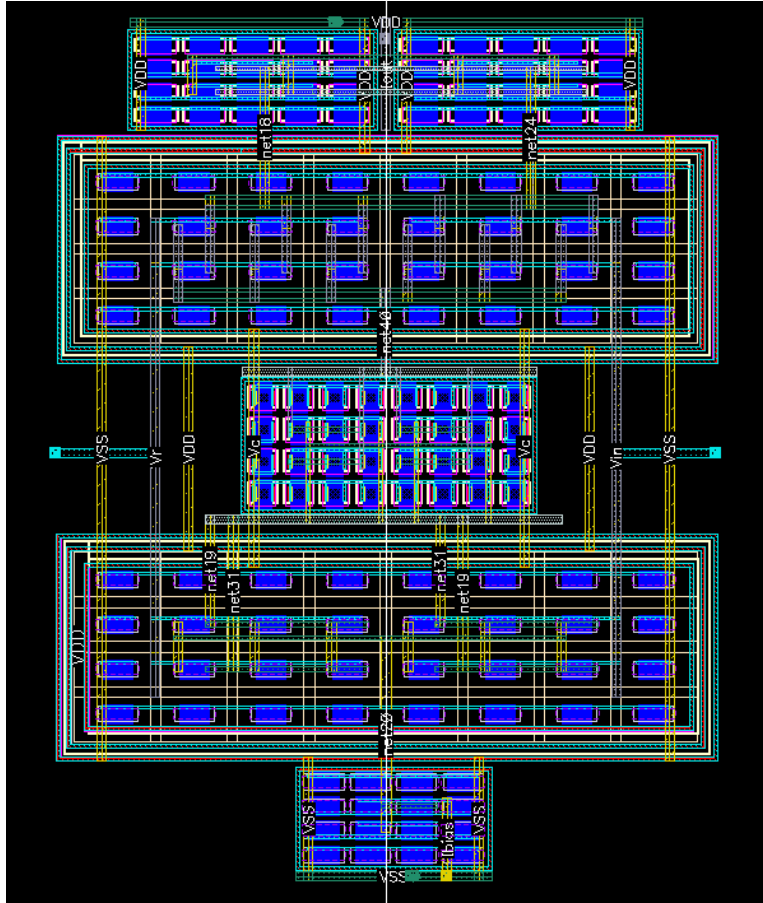 VDD
VDD
VDD
Iout
VDD
VDD
net18
net24
net40
VSS
Vr
VDD
Vc
Vc
VDD
Vin
VSS
net19
net31
net31
net19
VDD
net20
VSS
Ibias
VSS
VSS